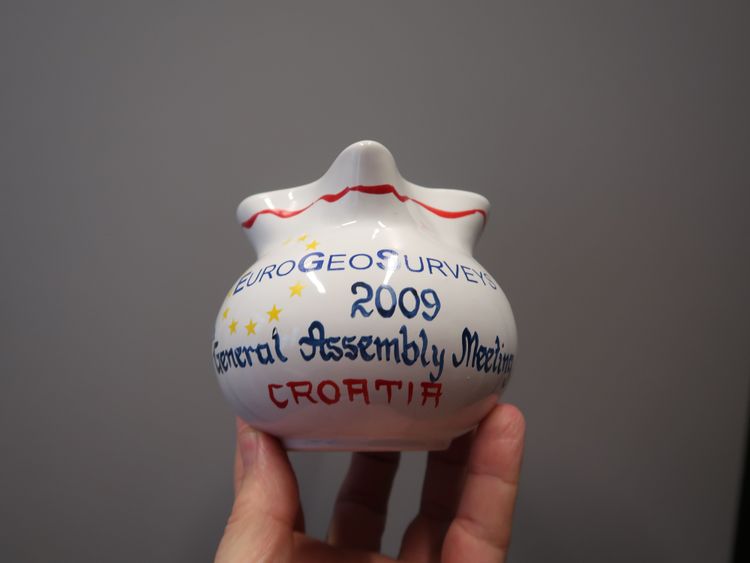 EUROGEOSURVEYS
2009
General Assembly Meeting
CROATIA